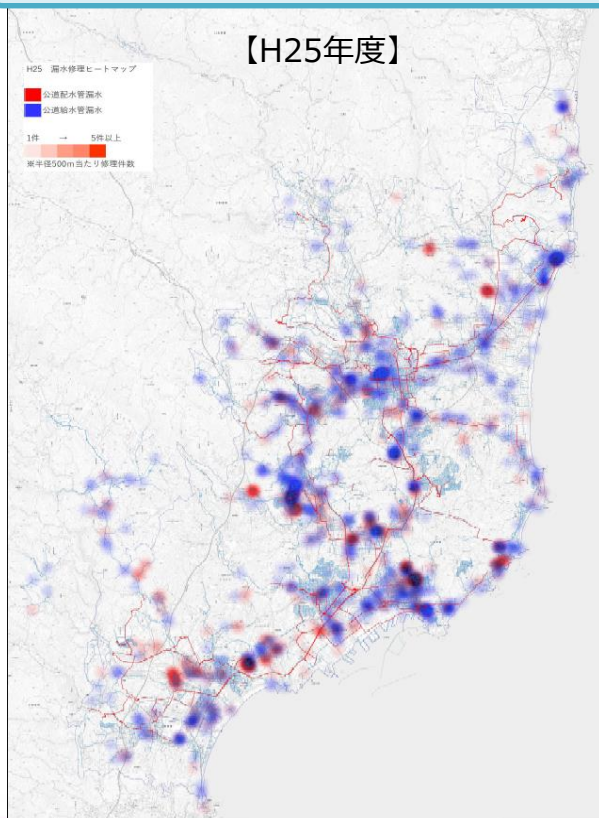 【H25年度】
H25 漏水修理ヒートマップ
公道配水管漏水
公道給水管漏水
1件 → 5件以上
※半径500m当たり修理件数